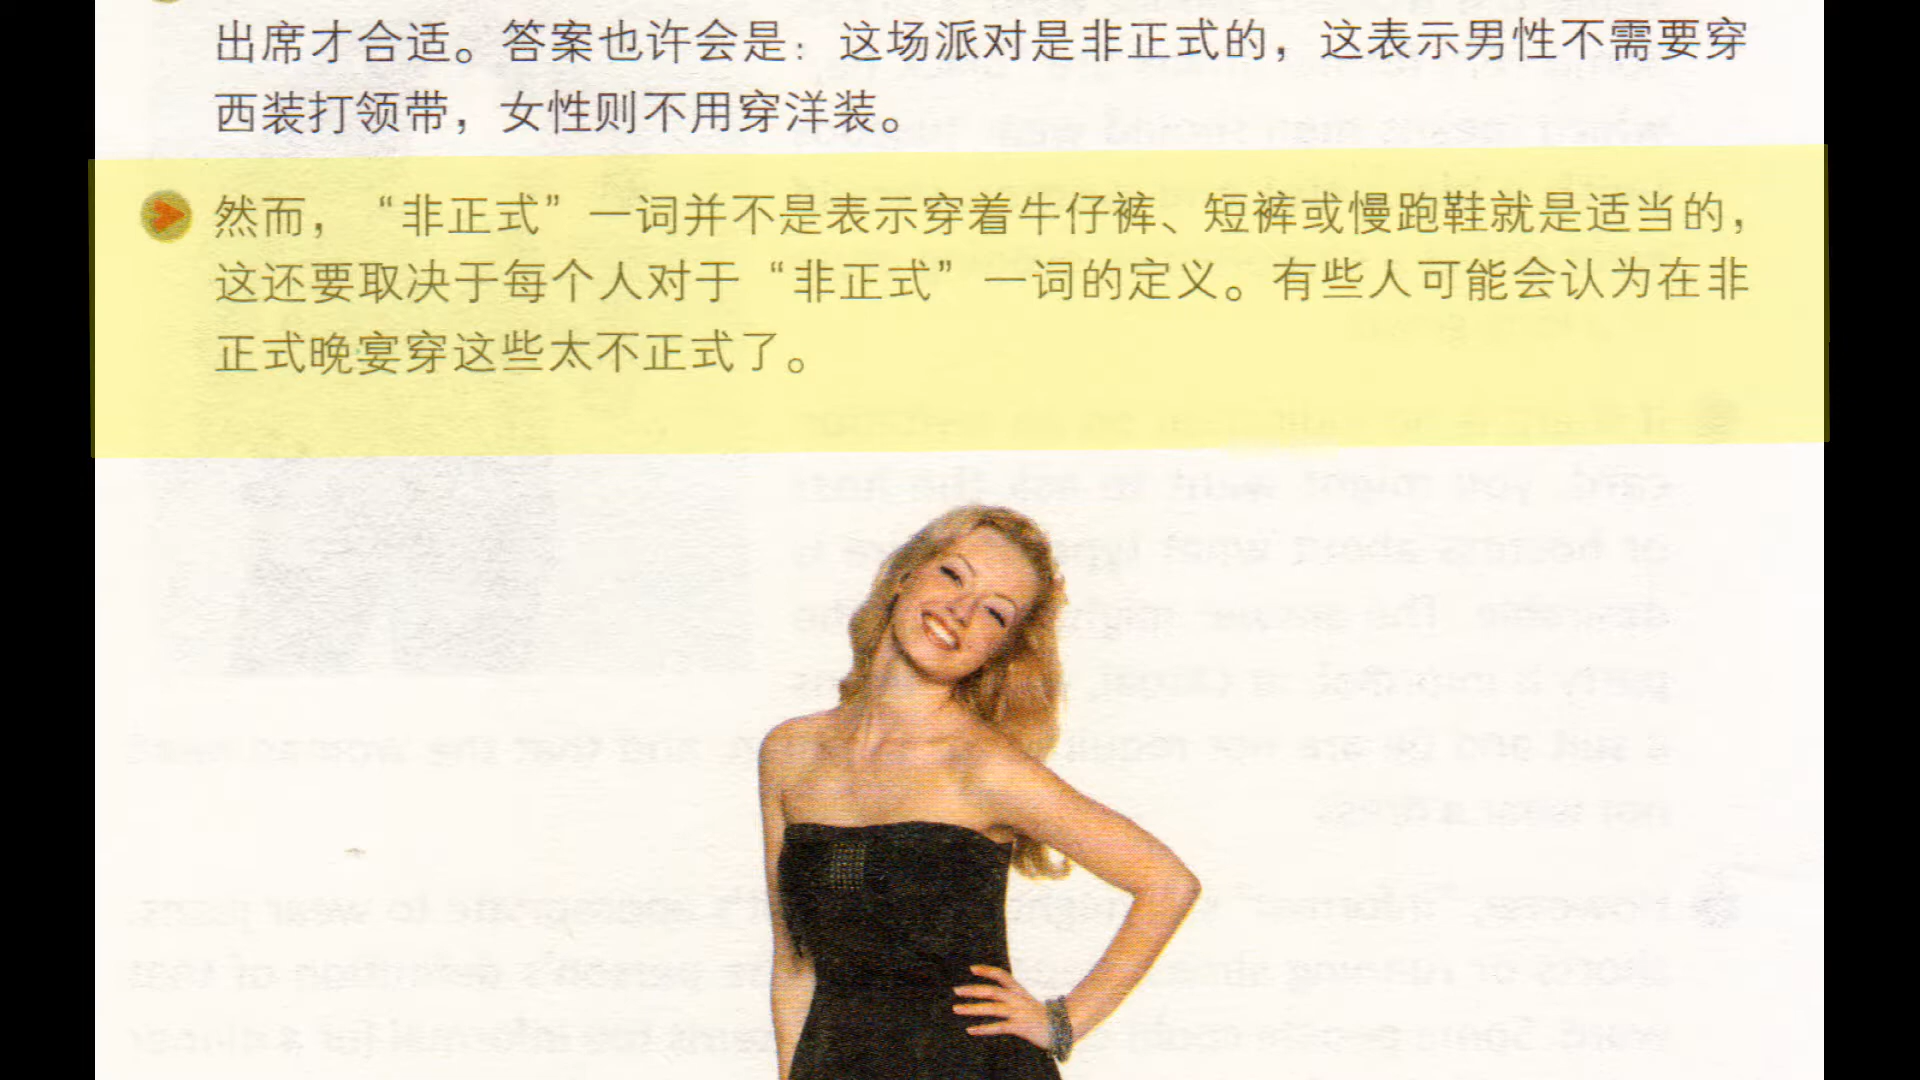 出席才合适。答案也许会是：这场派对是非正式的，这表示男性不需要穿
西装打领带，女性则不用穿洋装。
然而，“非正式”一词并不是表示穿着牛仔裤、短裤或慢跑鞋就是适当的，
这还要取决于每个人对于“非正式”一词的定义。有些人可能会认为在非
正式晚宴穿这些太不正式了。